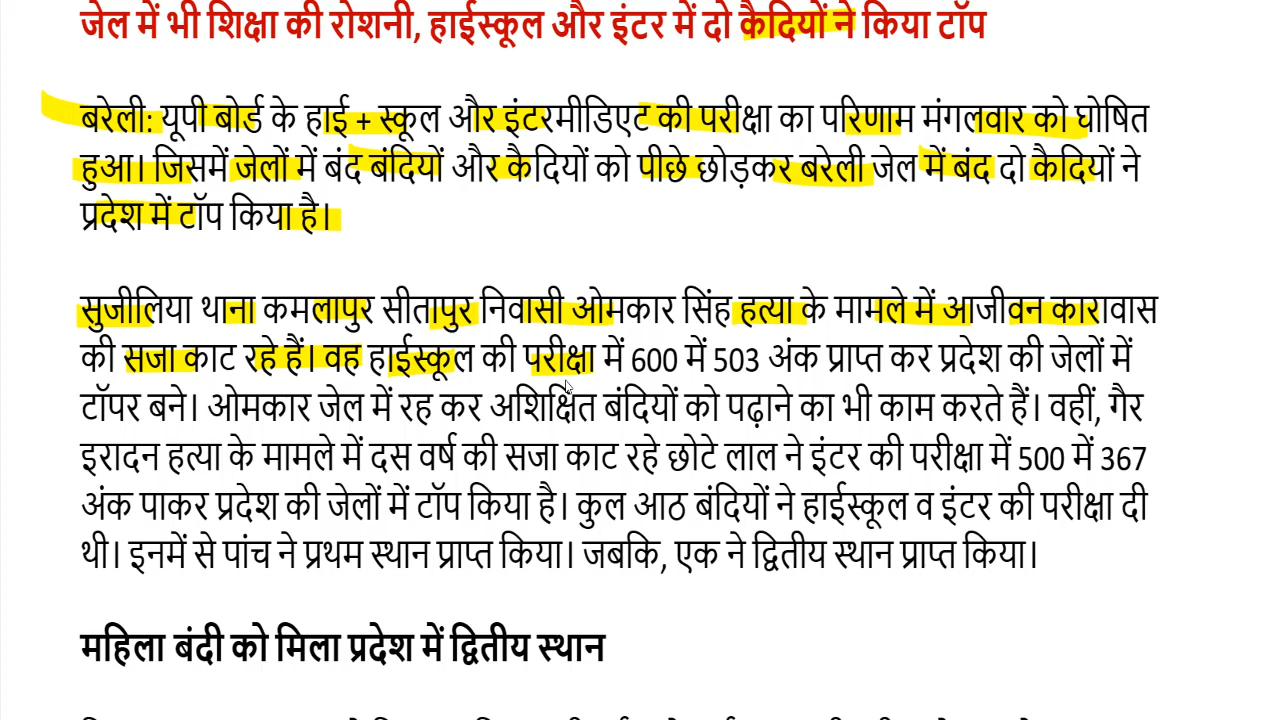 जेल में भी शिक्षा की रोशनी, हाईस्कूल और इंटर में दो कैदियों ने किया टॉप
बरेली: यूपी बोर्ड के हाई + स्कूल और इंटरमीडिएट की परीक्षा का परिणाम मंगलवार को घोषित
हुआ। जिसमें जेलों में बंद बंदियों और कैदियों को पीछे छोड़कर बरेली जेल में बंद दो कैदियों ने
प्रदेश में टॉप किया है।
सुजीलिया थाना कमलापुर सीतापुर निवासी ओमकार सिंह हत्या के मामले में आजीवन कारावास
की सजा काट रहे हैं। वह हाईस्कूल की परीक्षा में 600 में 503 अंक प्राप्त कर प्रदेश की जेलों में
टॉपर बने। ओमकार जेल में रह कर अशिक्षित बंदियों को पढ़ाने का भी काम करते हैं। वहीं, गैर
इरादन हत्या के मामले में दस वर्ष की सजा काट रहे छोटे लाल ने इंटर की परीक्षा में 500 में 367
अंक पाकर प्रदेश की जेलों में टॉप किया है। कुल आठ बंदियों ने हाईस्कूल व इंटर की परीक्षा दी
थी। इनमें से पांच ने प्रथम स्थान प्राप्त किया। जबकि, एक ने द्वितीय स्थान प्राप्त किया।
महिला बंदी को मिला प्रदेश में द्वितीय स्थान